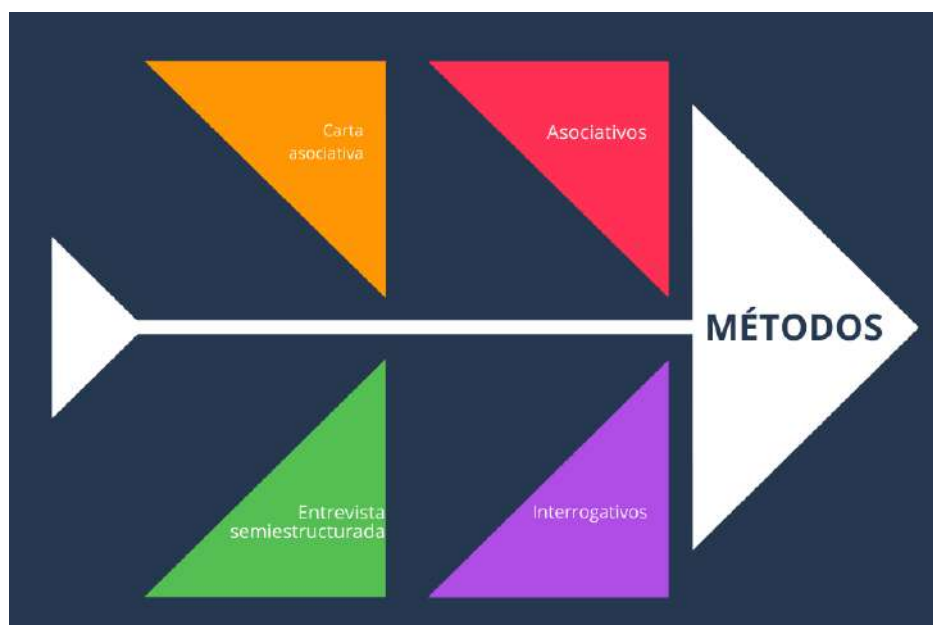 Carta
asociativa
Asociativos
MÉTODOS
Entrevista
semiestructurada
Interrogativos